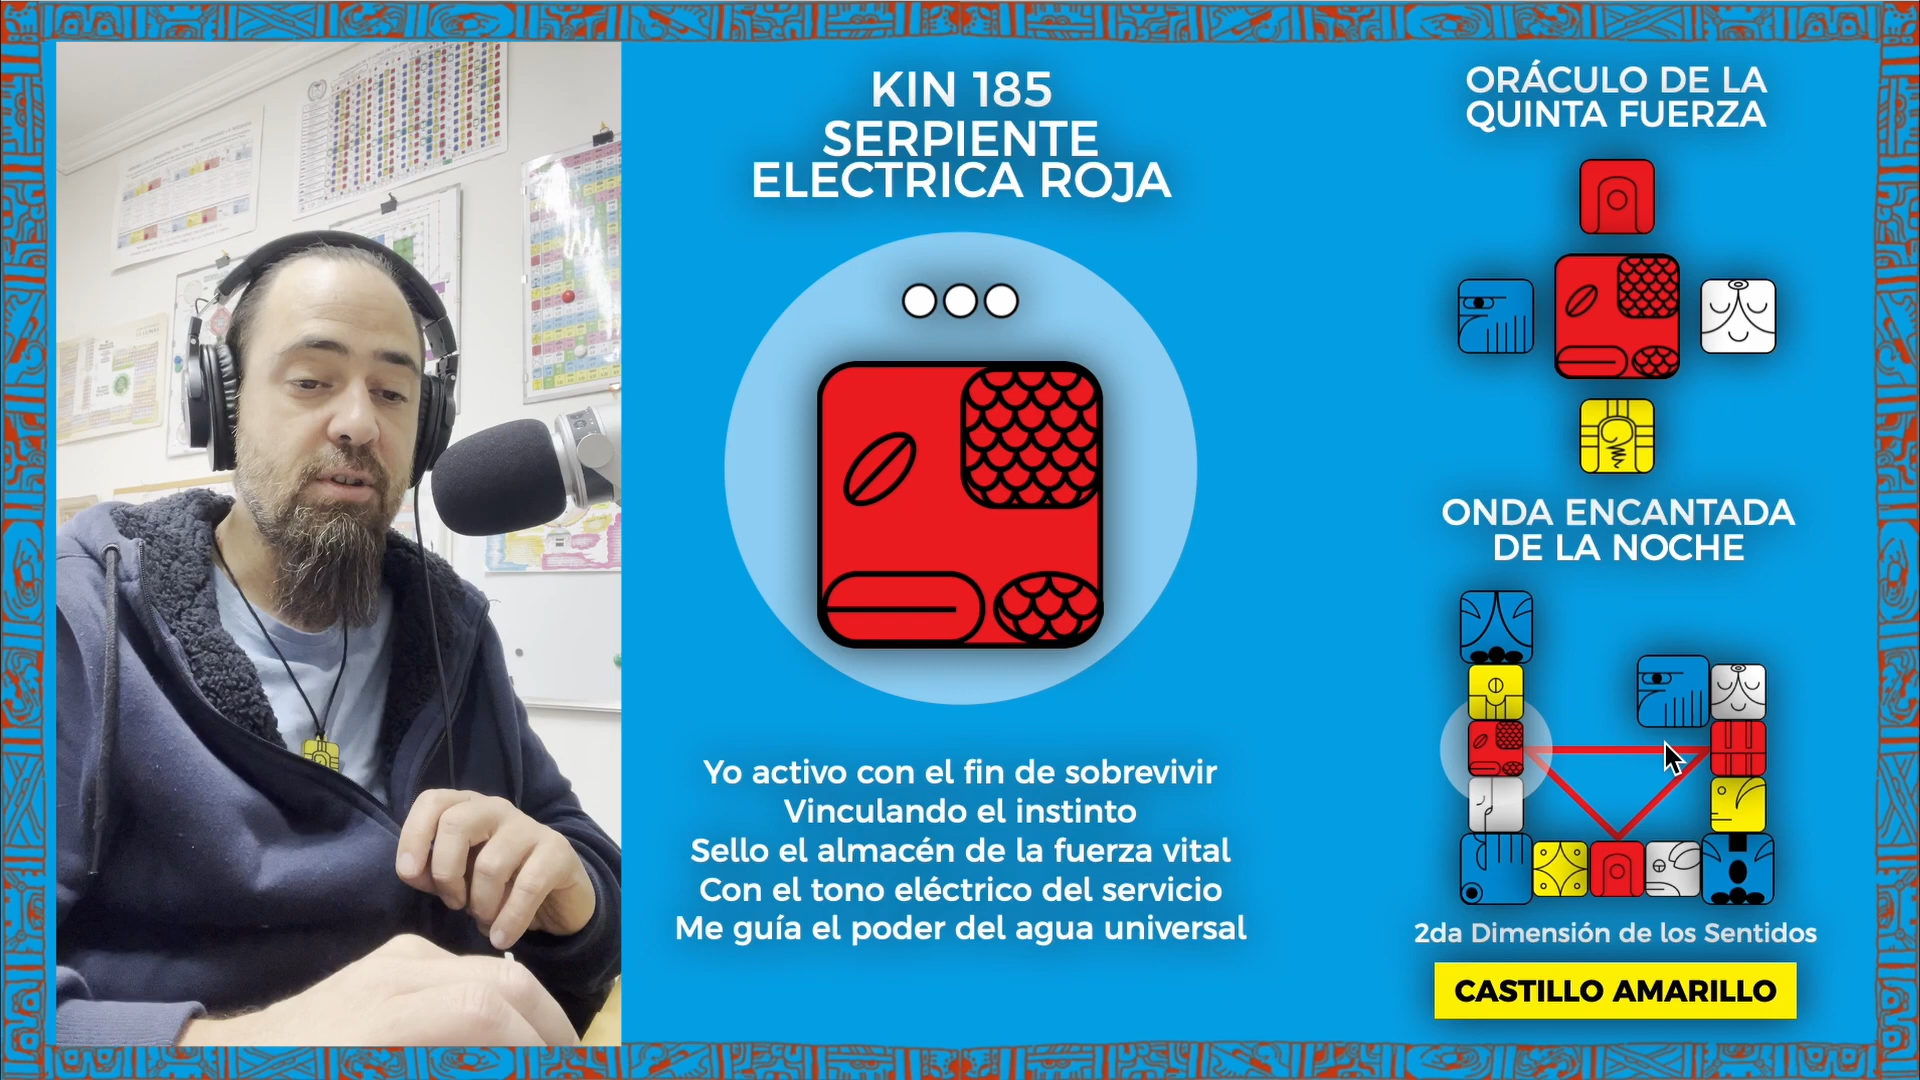 KIN 185
SERPIENTE
ELECTRICA ROJA
Yo activo con el fin de sobrevivir
Vinculando el instinto
Sello el almacén de la fuerza vital
Con el tono eléctrico del servicio
Me guía el poder del agua universal
ORÁCULO DE LA
QUINTA FUERZA
ONDA ENCANTADA
DE LA NOCHE
2da Dimensión de los Sentidos
CASTILLO AMARILLO